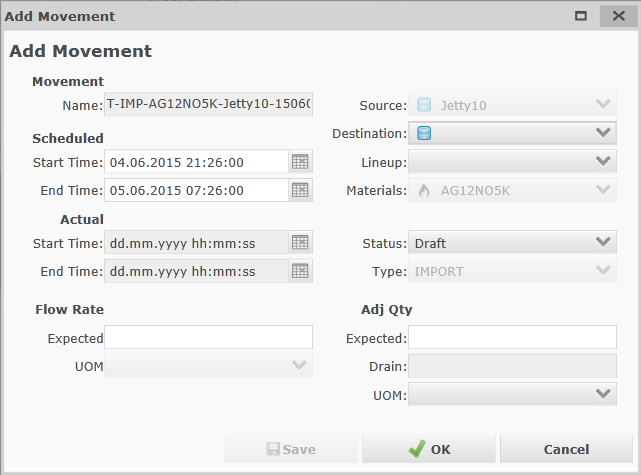 Add Movement
Add Movement
Movement
Name: T-IMP-AG12NO5K-Jetty10-1506
Source: Jetty10
Destination:
Scheduled
Start Time: 04.06.2015 21:26:00
Lineup:
End Time: 05.06.2015 07:26:00
Materials: AG12NO5K
Actual
Start Time: dd.mm.yyyy hh:mm:ss
Status: Draft
End Time: dd.mm.yyyy hh:mm:ss
Type: IMPORT
Flow Rate
Adj Qty
Expected
Expected:
UOM
Drain:
UOM:
Save
OK
Cancel